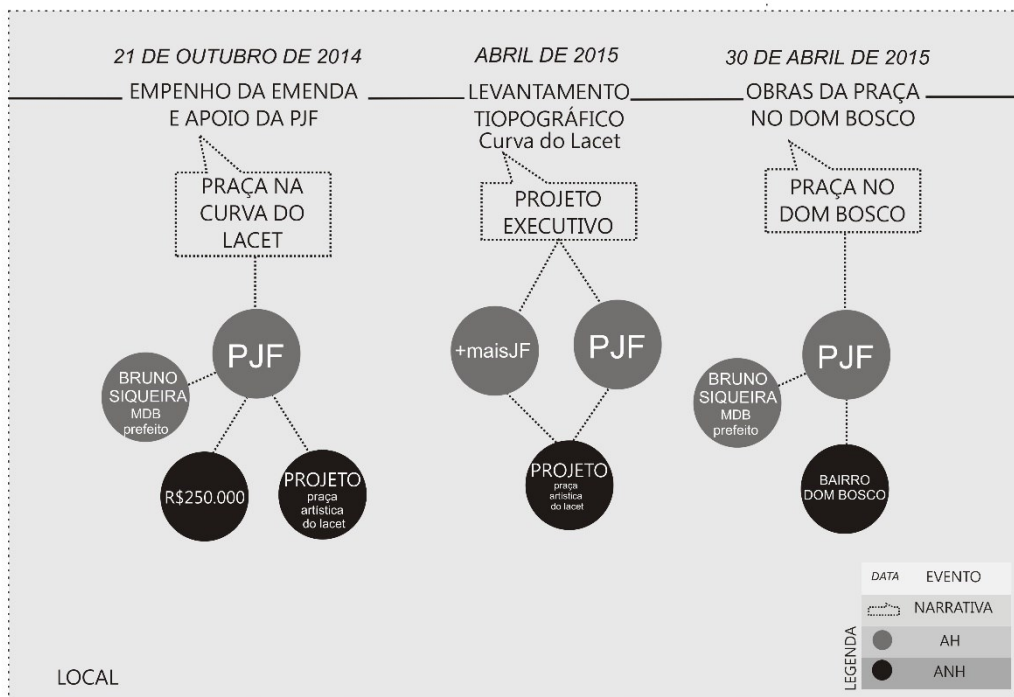 21 DE OUTUBRO DE 2014
EMPENHO DA EMENDA
E APOIO DA PJF
PRAÇA NA
CURVA DO
LACET
PJF
BRUNO
SIQUEIRA
MDB
prefeito
R$250.000
PROJETO
praça
artística
do lacet
ABRIL DE 2015
LEVANTAMENTO
TIOPOGRÁFICO
Curva do Lacet
PROJETO
EXECUTIVO
+maisJF
PJF
PROJETO
praça
artística
do lacet
30 DE ABRIL DE 2015
OBRAS DA PRAÇA
NO DOM BOSCO
PRAÇA NO
DOM BOSCO
PJF
BRUNO
SIQUEIRA
MDB
prefeito
BAIRRO
DOM BOSCO
LOCAL
LEGENDA
DATA EVENTO
NARRATIVA
AH
ANH